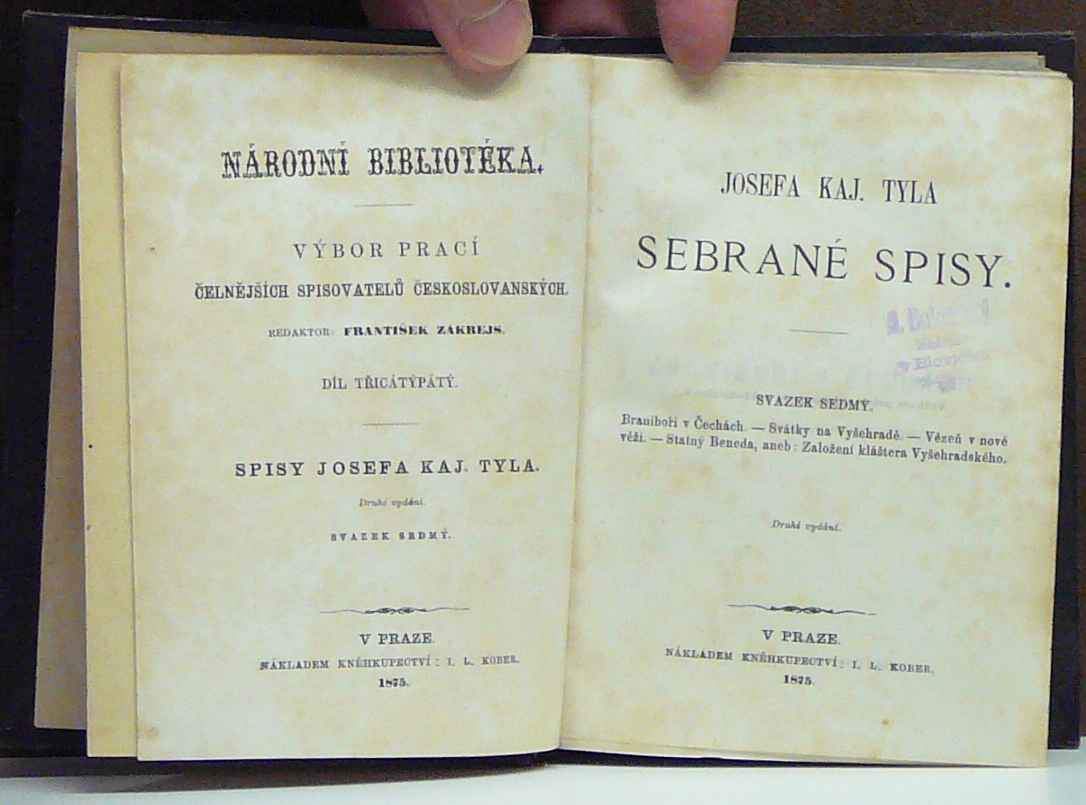 NÁRODNÍ BIBLIOTÉKA.
VÝBOR PRACÍ
ČELNĚJŠÍCH SPISOVATELŮ ČESKOSLOVANSKÝCH.
REDAKTOR: FRANTIŠEK ZÁKREJS.
DÍL TŘICÁTÝPÁTÝ.
SPISY JOSEFA KAJ. TYLA.
Druhé vydání.
SVAZEK SEDMÝ.
V PRAZE.
NÁKLADEM KNĚHKUPECTVÍ: I. L. KOBER.
1875.
JOSEFA KAJ. TYLA
SEBRANÉ SPISY.
SVAZEK SEDMÝ.
Braniboři v Čechách. — Svátky na Vyšehradě. — Vězeň v nové
věži. — Statný Beneda, aneb: Založení kláštera Vyšehradského.
Druhé vydání.
V PRAZE.
NÁKLADEM KNĚHKUPECTVÍ: I. L. KOBER.
1875.